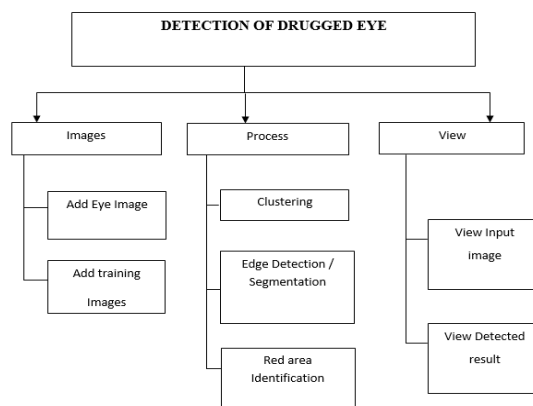 DETECTION OF DRUGGED EYE
Images
Process
View
Add Eye Image
Add training
Images
Clustering
Edge Detection /
Segmentation
Red area
Identification
View Input
image
View Detected
result